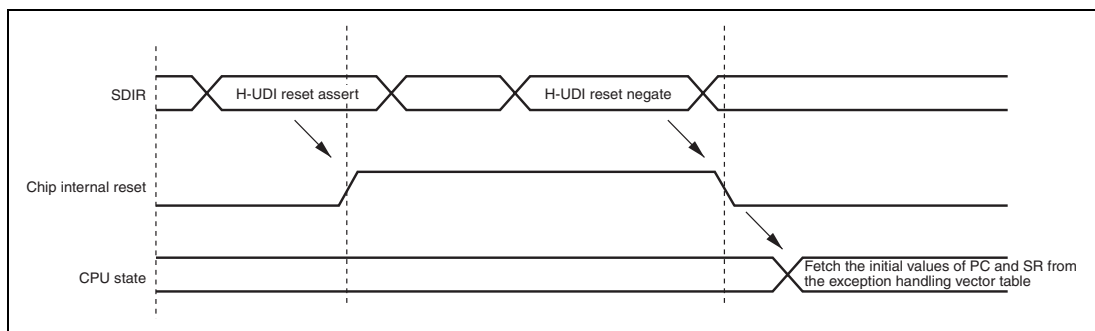 SDIR
H-UDI reset assert
H-UDI reset negate
Chip internal reset
CPU state
Fetch the initial values of PC and SR from
the exception handling vector table